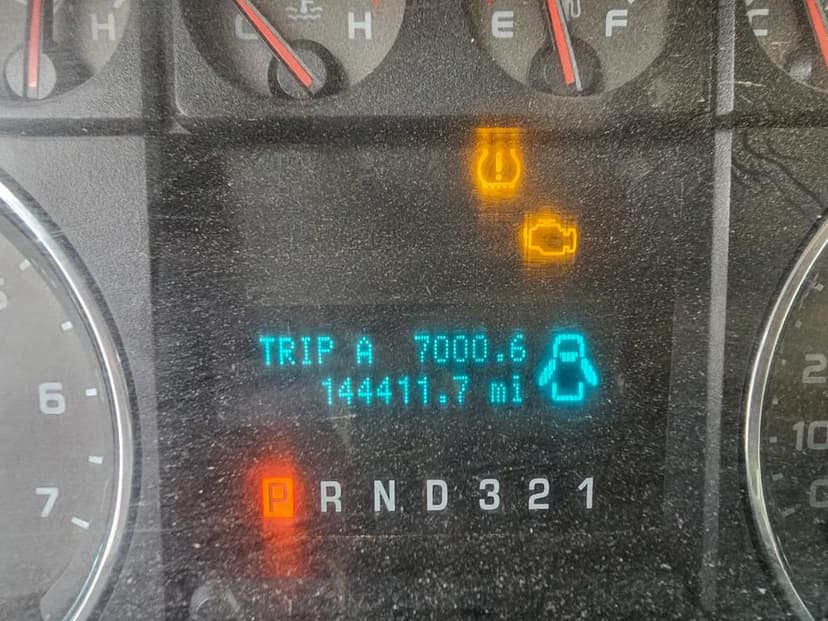 H
C H
E F
C
TRIP A 7000.6
144411.7 mi
6
7
P R N D 3 2 1